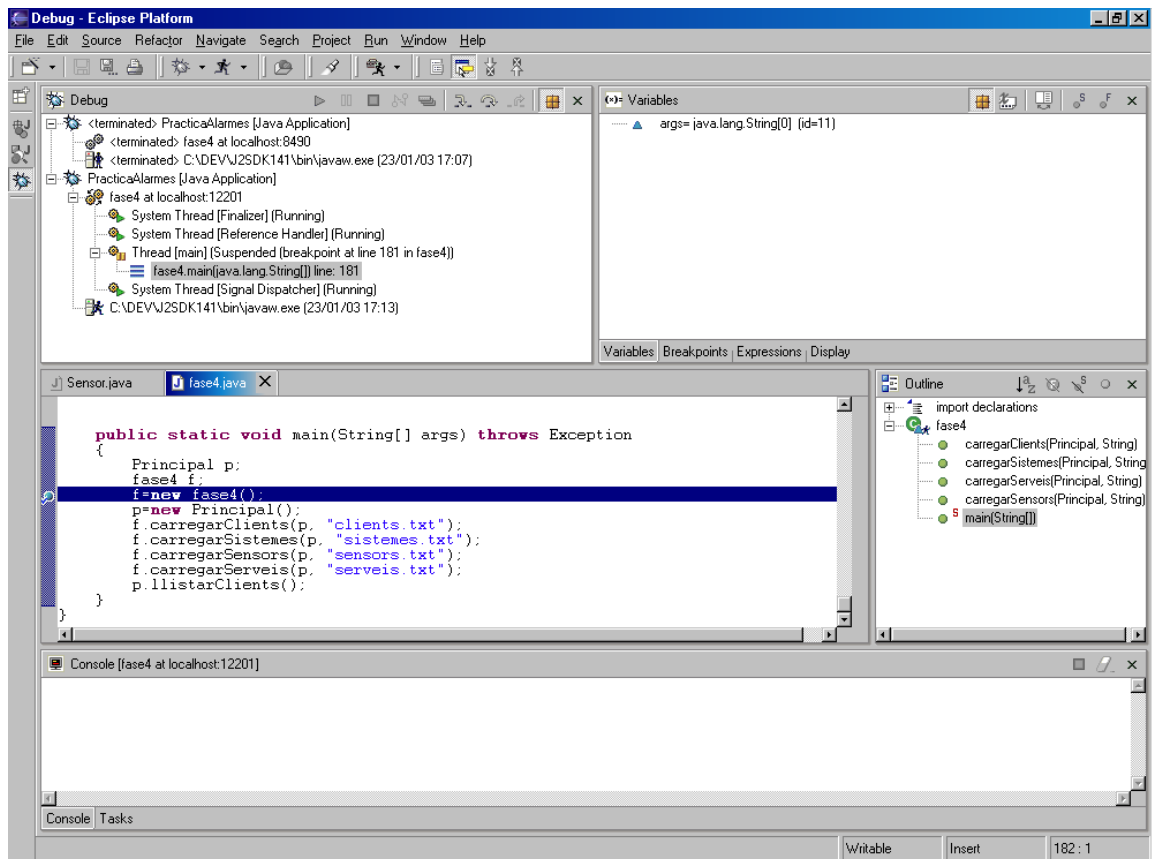 Debug - Eclipse Platform
File Edit Source Refactor Navigate Search Project Run Window Help
Debug
<terminated> PracticaAlarmes [Java Application]
<terminated> fase4 at localhost:8490
<terminated> C:\DEV\J2SDK141\bin\javaw.exe (23/01/03 17:07)
PracticaAlarmes [Java Application]
fase4 at localhost:12201
System Thread [Finalizer] (Running)
System Thread [Reference Handler] (Running)
Thread [main] (Suspended (breakpoint at line 181 in fase4))
fase4.main(java.lang.String[]) line: 181
System Thread [Signal Dispatcher] (Running)
C:\DEV\J2SDK141\bin\javaw.exe (23/01/03 17:13)
(x)= Variables
args= java.lang.String[0] (id=11)
Variables Breakpoints Expressions Display
Sensor.java fase4.java
public static void main(String[] args) throws Exception
{
Principal p;
fase4 f;
f=new fase4();
p=new Principal();
f.carregarClients(p, "clients.txt");
f.carregarSistemes(p, "sistemes.txt");
f.carregarSensors(p, "sensors.txt");
f.carregarServeis(p, "serveis.txt");
p.llistarClients();
}
}
Outline
import declarations
fase4
carregarClients(Principal, String)
carregarSistemes(Principal, String
carregarServeis(Principal, String)
carregarSensors(Principal, String)
main(String[])
Console [fase4 at localhost:12201]
Console Tasks
Writable Insert 182 : 1